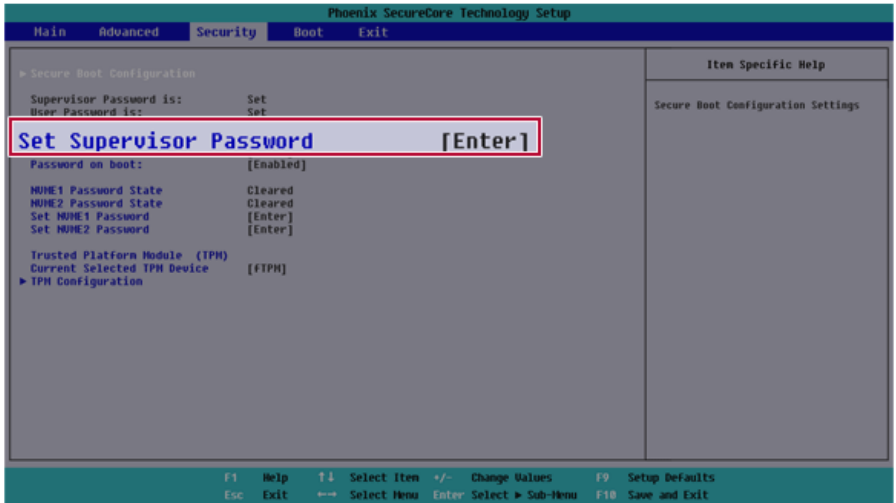 Phoenix SecureCore Technology Setup
Main Advanced Security Boot Exit
Item Specific Help
▶ Secure Boot Configuration
Supervisor Password is: Set
Secure Boot Configuration Settings
User Password is: Set
Set Supervisor Password [Enter]
Password on boot: [Enabled]
NVME1 Password State Cleared
NVME2 Password State Cleared
Set NVME1 Password [Enter]
Set NVME2 Password [Enter]
Trusted Platform Module (TPM)
Current Selected TPM Device [fTPM]
▶ TPM Configuration
F1 Help ↑↓ Select Item +/- Change Values F9 Setup Defaults
Esc Exit ←→ Select Menu Enter Select ▶ Sub-Menu F10 Save and Exit